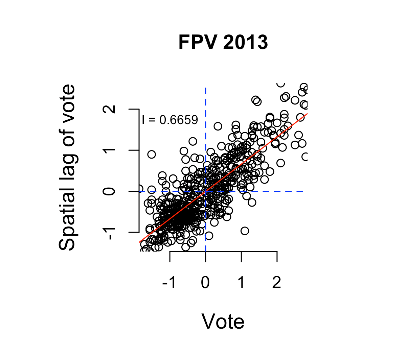 FPV 2013
I = 0.6659
Spatial lag of vote
2
1
0
-1
-1 0 1 2
Vote